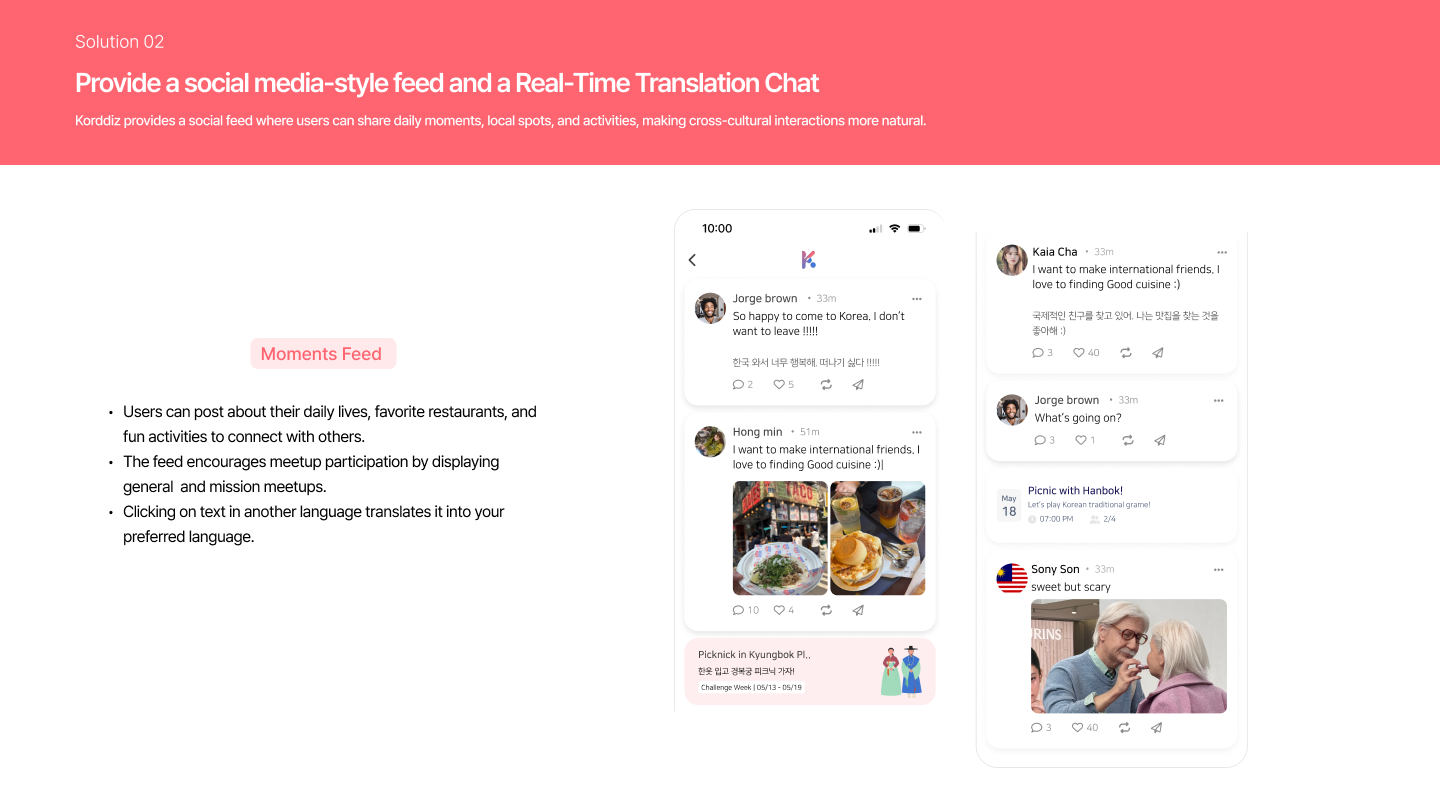 Solution 02
Provide a social media-style feed and a Real-Time Translation Chat
Korddiz provides a social feed where users can share daily moments, local spots, and activities, making cross-cultural interactions more natural.
Moments Feed
• Users can post about their daily lives, favorite restaurants, and
fun activities to connect with others.
• The feed encourages meetup participation by displaying
general and mission meetups.
• Clicking on text in another language translates it into your
preferred language.
10:00
K
Jorge brown • 33m
So happy to come to Korea, I don't
want to leave !!!!!
한국 와서 너무 행복해. 떠나기 싫다 !!!!!
2 5
Hong min • 51m
I want to make international friends, I
love to finding Good cuisine :)|
TACO
10 4
Picknick in Kyungbok Pl..
한옷 입고 경복궁 피크닉 가자!
Challenge Week | 05/13 - 05/19
Kaia Cha • 33m
I want to make international friends, I
love to finding Good cuisine :)
국제적인 친구를 찾고 있어. 나는 맛집을 찾는 것을
좋아해 :)
3 40
Jorge brown • 33m
What's going on?
3 1
May
18
Picnic with Hanbok!
Let's play Korean traditional grame!
07:00 PM 2/4
Sony Son • 33m
sweet but scary
URINS
3 40